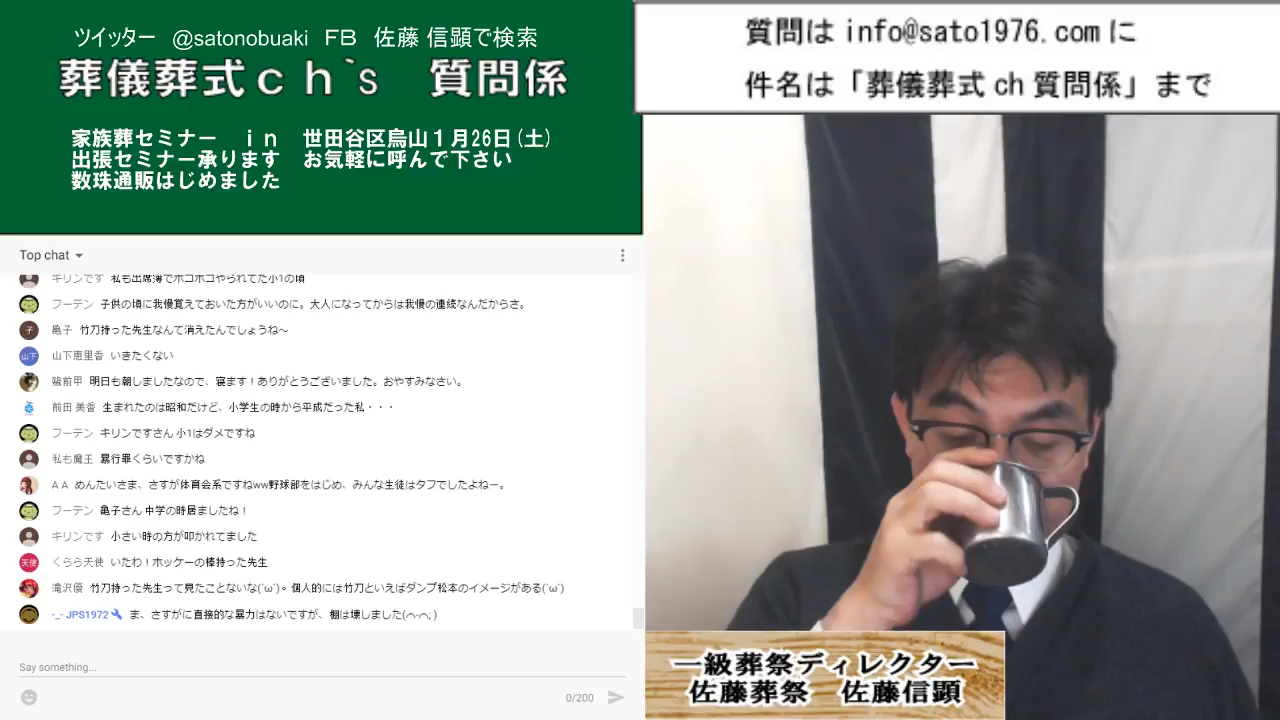 ツイッター　@satonobuaki　ＦＢ　佐藤 信顕で検索
葬儀葬式ｃｈ`s　質問係
家族葬セミナー　ｉｎ　世田谷区烏山１月26日(土)
出張セミナー承ります　お気軽に呼んで下さい
数珠通販はじめました
質問は info@sato1976.com に
件名は「葬儀葬式 ch 質問係」まで
Top chat
キリンです 私も出席簿でボコボコやられてた小1の頃
フーテン 子供の頃に我慢覚えておいた方がいいのに。大人になってからは我慢の連続なんだからさ。
子 亀子 竹刀持った先生なんて消えたんでしょうね～
山下 山下恵里香 いきたくない
鵜前甲 明日も朝しましたなので、寝ます！ありがとうございました。おやすみなさい。
前田 美香 生まれたのは昭和だけど、小学生の時から平成だった私・・・
フーテン キリンですさん 小1はダメですね
私も魔王 暴行罪くらいですかね
A A めんたいさま、さすが体育会系ですねww野球部をはじめ、みんな生徒はタフでしたよねー。
フーテン 亀子さん 中学の時居ましたね！
キリンです 小さい時の方が叩かれてました
天使 くらら天使 いたわ！ホッケーの棒持った先生
滝沢優 竹刀持った先生って見たことないな(´ω`)。個人的には竹刀といえばダンプ松本のイメージがある(´ω`)
-_- JPS1972 ま、さすがに直接的な暴力はないですが、棚は壊しました(⌒-⌒; )
Say something...
0/200
一級葬祭ディレクター
佐藤葬祭　佐藤信顕